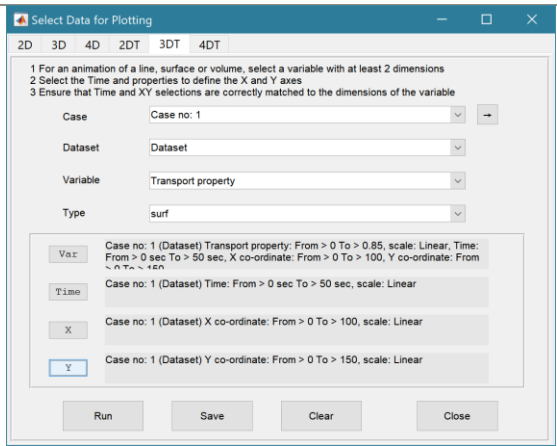 Select Data for Plotting
2D 3D 4D 2DT 3DT 4DT
1 For an animation of a line, surface or volume, select a variable with at least 2 dimensions
2 Select the Time and properties to define the X and Y axes
3 Ensure that Time and XY selections are correctly matched to the dimensions of the variable
Case Case no: 1 →
Dataset Dataset
Variable Transport property
Type surf
Var Case no: 1 (Dataset) Transport property: From > 0 To > 0.85, scale: Linear, Time:
From > 0 sec To > 50 sec, X co-ordinate: From > 0 To > 100, Y co-ordinate: From
> 0 To > 150
Time Case no: 1 (Dataset) Time: From > 0 sec To > 50 sec, scale: Linear
X Case no: 1 (Dataset) X co-ordinate: From > 0 To > 100, scale: Linear
Y Case no: 1 (Dataset) Y co-ordinate: From > 0 To > 150, scale: Linear
Run Save Clear Close